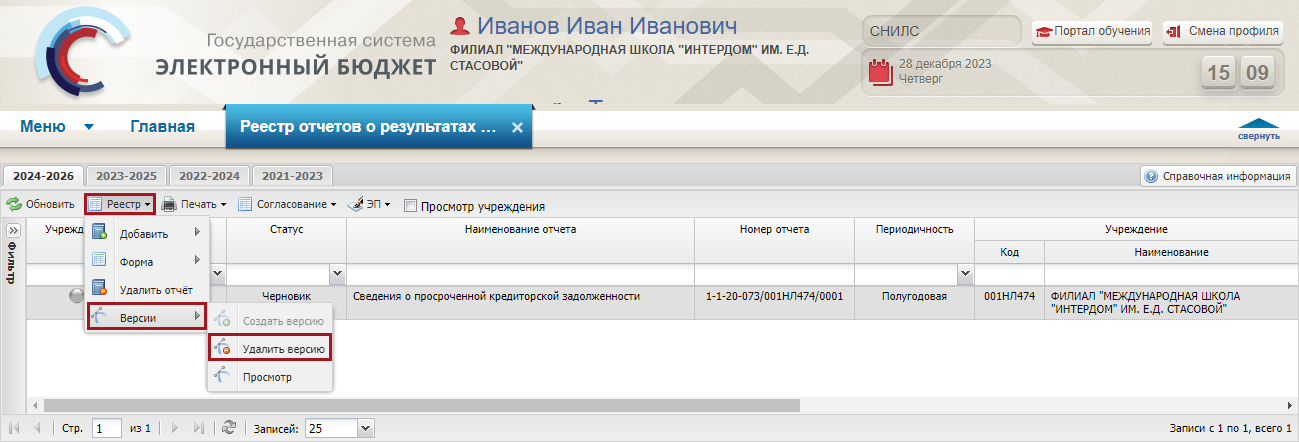 Государственная система
ЭЛЕКТРОННЫЙ БЮДЖЕТ
Иванов Иван Иванович
ФИЛИАЛ "МЕЖДУНАРОДНАЯ ШКОЛА "ИНТЕРДОМ" ИМ. Е.Д.
СТАСОВОЙ"
СНИЛС
Портал обучения
Смена профиля
28 декабря 2023
Четверг
15 09
Меню
Главная
Реестр отчетов о результатах ...
свернуть
2024-2026
2023-2025
2022-2024
2021-2023
Справочная информация
Обновить
Реестр
Печать
Согласование
ЭП
Просмотр учреждения
Фильтр
Учрежд
Статус
Наименование отчета
Номер отчета
Периодичность
Учреждение
Код
Наименование
Добавить
Форма
Удалить отчёт
Версии
Создать версию
Удалить версию
Просмотр
Черновик
Сведения о просроченной кредиторской задолженности
1-1-20-073/001НЛ474/0001
Полугодовая
001НЛ474
ФИЛИАЛ "МЕЖДУНАРОДНАЯ ШКОЛА
"ИНТЕРДОМ" ИМ. Е.Д. СТАСОВОЙ"
Стр. 1 из 1
Записей: 25
Записи с 1 по 1, всего 1